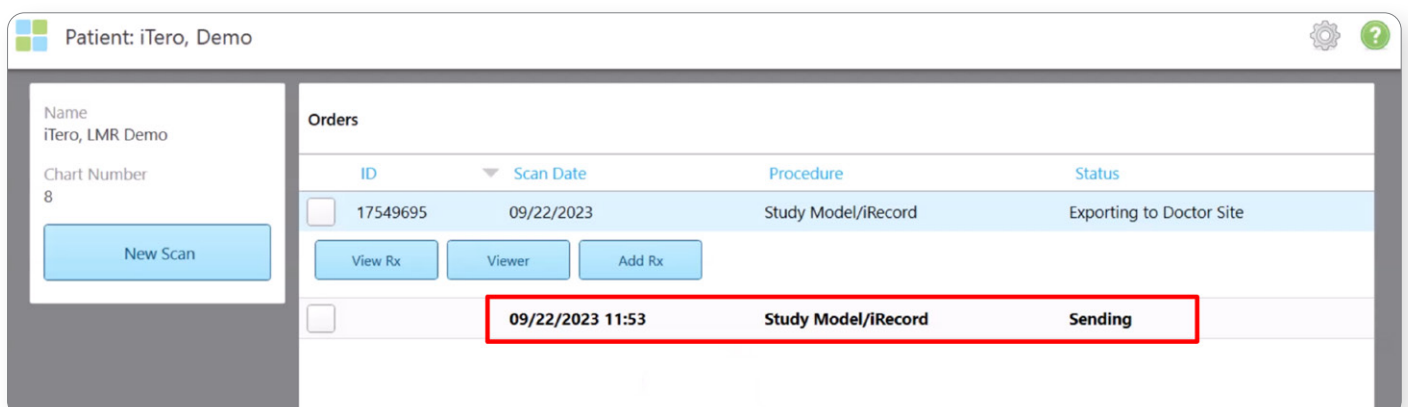 Patient: iTero, Demo
?
Name
iTero, LMR Demo
Chart Number
8
New Scan
Orders
ID Scan Date Procedure Status
17549695 09/22/2023 Study Model/iRecord Exporting to Doctor Site
View Rx Viewer Add Rx
09/22/2023 11:53 Study Model/iRecord Sending